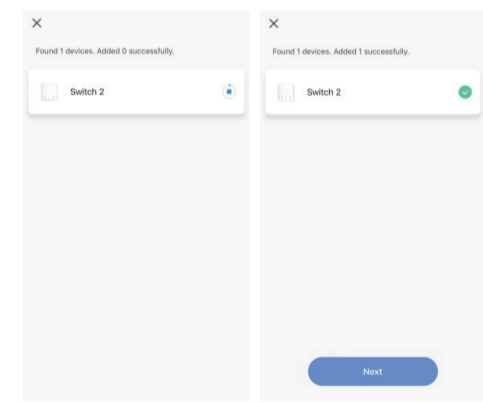 Found 1 devices. Added 0 successfully.
Switch 2
Found 1 devices. Added 1 successfully.
Switch 2
Next